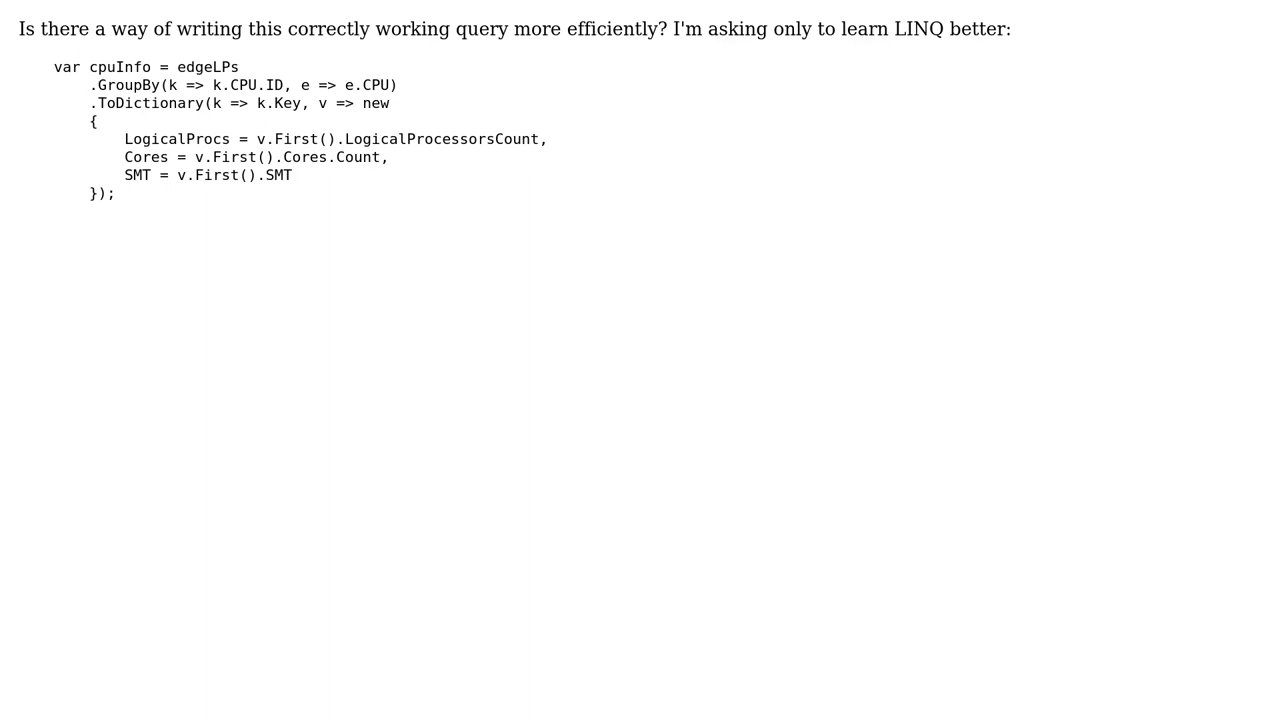 Is there a way of writing this correctly working query more efficiently? I'm asking only to learn LINQ better:
var cpuInfo = edgeLPs
    .GroupBy(k => k.CPU.ID, e => e.CPU)
    .ToDictionary(k => k.Key, v => new
    {
        LogicalProcs = v.First().LogicalProcessorsCount,
        Cores = v.First().Cores.Count,
        SMT = v.First().SMT
    });